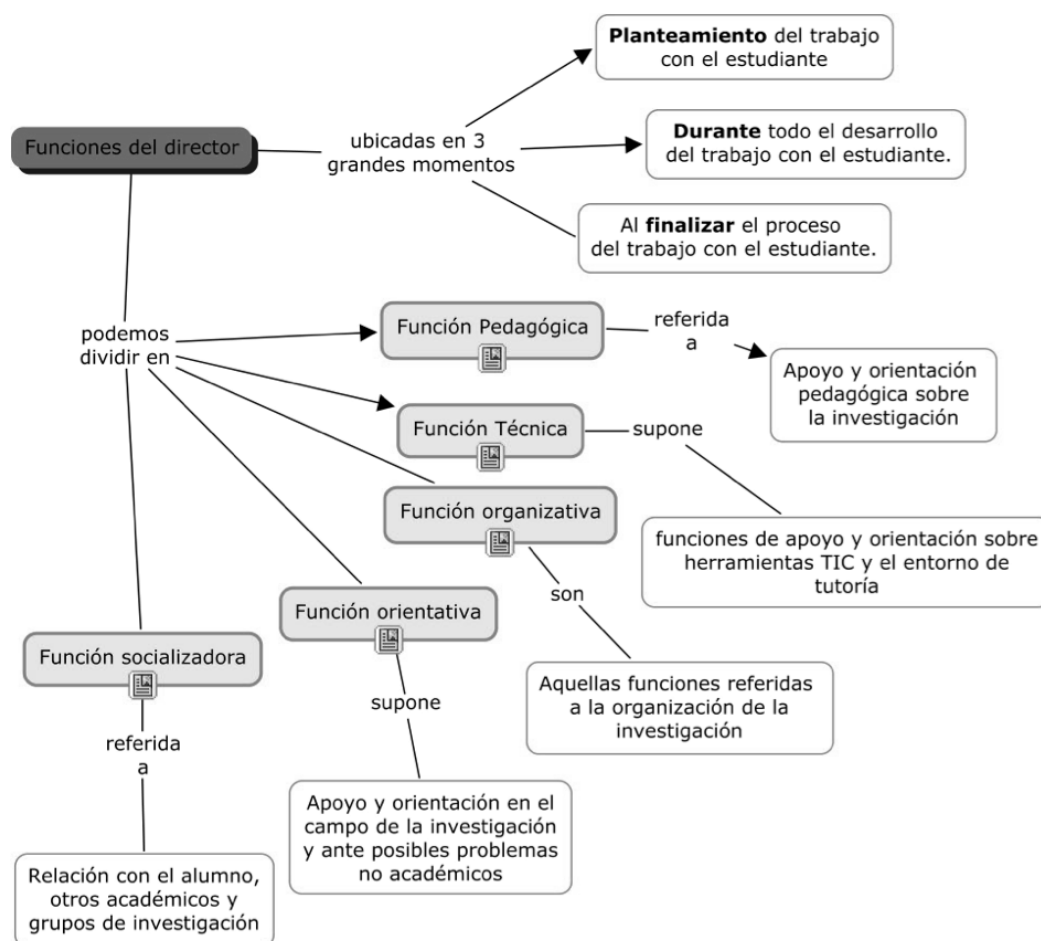 Planteamiento del trabajo
con el estudiante
Funciones del director
ubicadas en 3
grandes momentos
Durante todo el desarrollo
del trabajo con el estudiante.
Al finalizar el proceso
del trabajo con el estudiante.
podemos
dividir en
Función Pedagógica
referida
a
Apoyo y orientación
pedagógica sobre
la investigación
Función Técnica
supone
funciones de apoyo y orientación sobre
herramientas TIC y el entorno de
tutoría
Función organizativa
son
Aquellas funciones referidas
a la organización de la
investigación
Función orientativa
supone
Apoyo y orientación en el
campo de la investigación
y ante posibles problemas
no académicos
Función socializadora
referida
a
Relación con el alumno,
otros académicos y
grupos de investigación